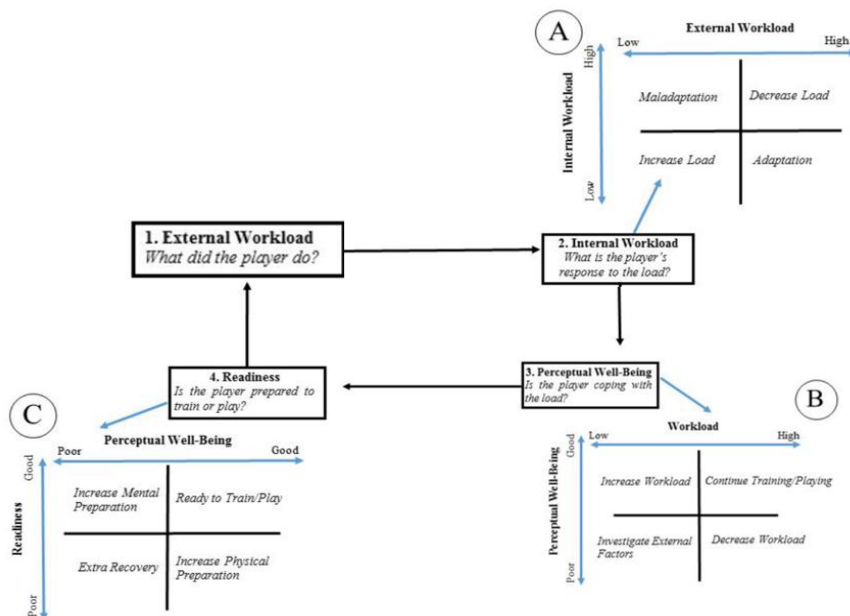 A
External Workload
Low
High
High
Internal Workload
Low
Maladaptation
Decrease Load
Increase Load
Adaptation
1. External Workload
What did the player do?
2. Internal Workload
What is the player's
response to the load?
3. Perceptual Well-Being
Is the player coping with
the load?
4. Readiness
Is the player prepared to
train or play?
B
Workload
Low
High
Good
Perceptual Well-Being
Poor
Increase Workload
Continue Training/Playing
Investigate External
Factors
Decrease Workload
C
Perceptual Well-Being
Poor
Good
Good
Readiness
Poor
Increase Mental
Preparation
Ready to Train/Play
Extra Recovery
Increase Physical
Preparation